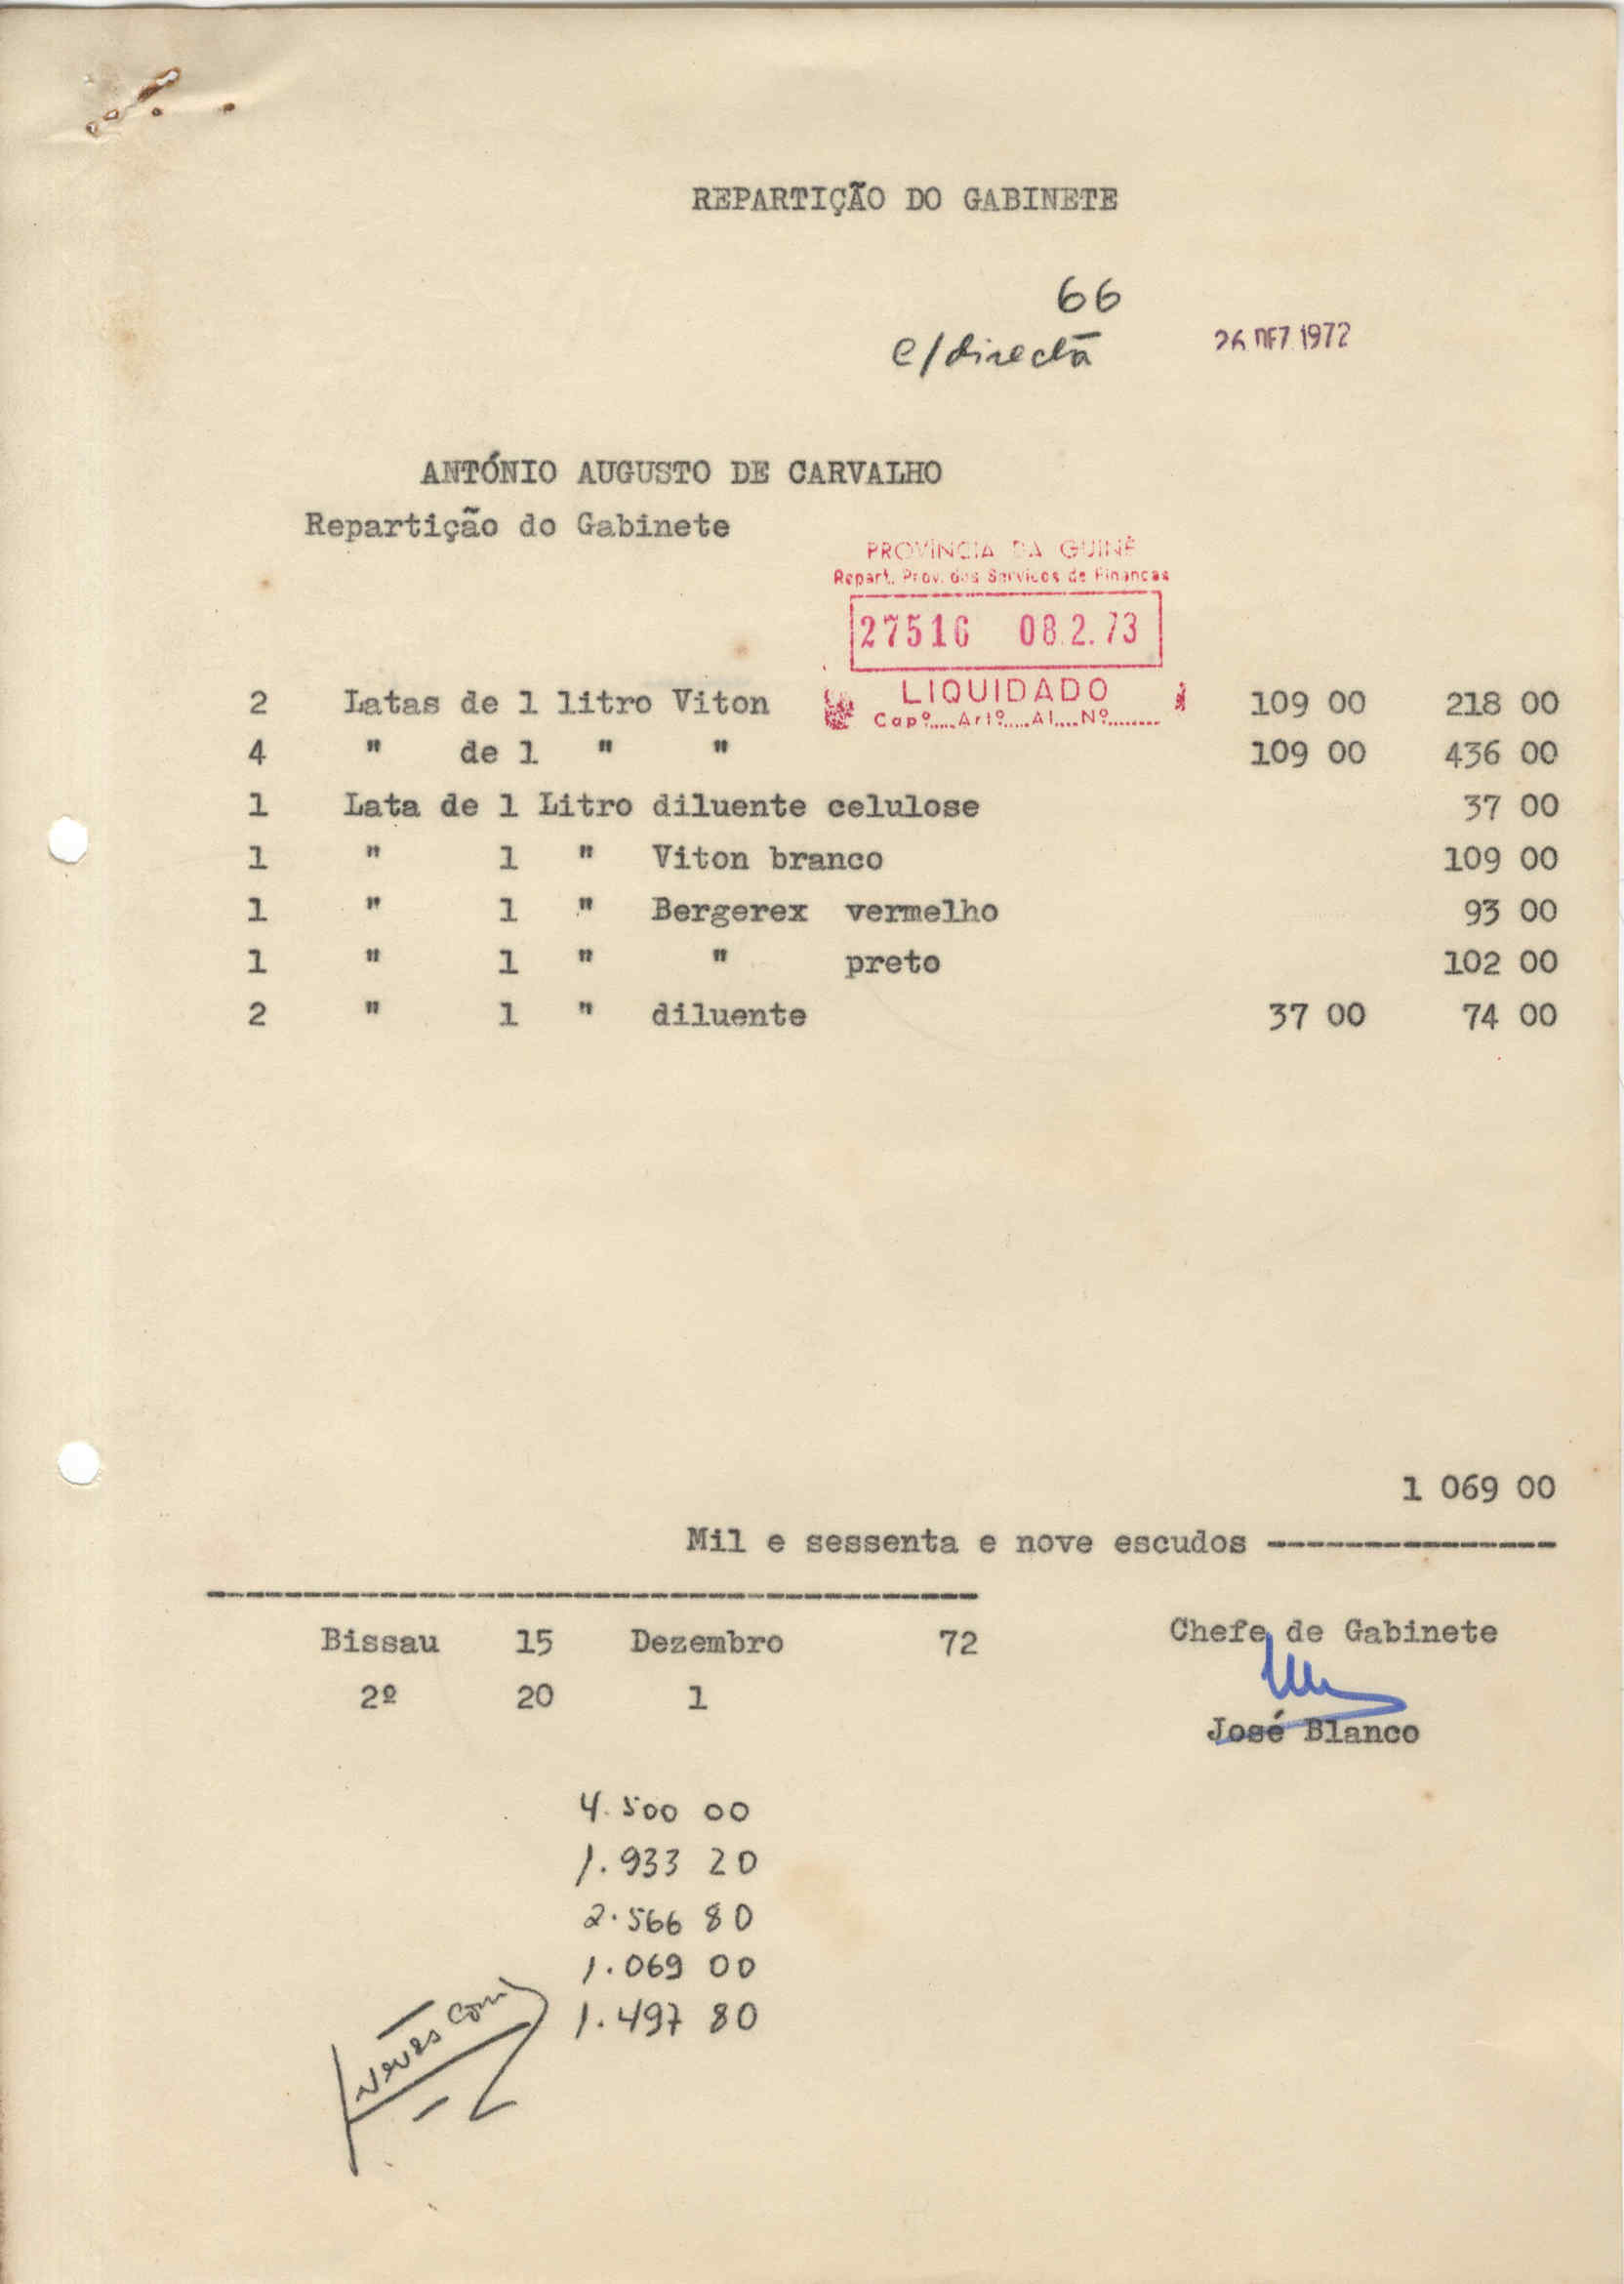 REPARTIÇÃO DO GABINETE
66
c/directa
26 DEZ. 1972
ANTÓNIO AUGUSTO DE CARVALHO
Repartição do Gabinete
PROVÍNCIA DA GUINÉ
Repart. Prov. dos Serviços de Finanças
27516 08.2.73
LIQUIDADO
Capº.....Artº.....Al....Nº........
2 Latas de 1 litro Viton 109 00 218 00
4 " de 1 " " 109 00 436 00
1 Lata de 1 Litro diluente celulose 37 00
1 " 1 " Viton branco 109 00
1 " 1 " Bergerex vermelho 93 00
1 " 1 " " preto 102 00
2 " 1 " diluente 37 00 74 00
1 069 00
Mil e sessenta e nove escudos ---------------
----------------------------------------
Bissau 15 Dezembro 72
Chefe de Gabinete
2º 20 1
José Blanco
4.500 00
1.933 20
2.566 80
1.069 00
1.497 80